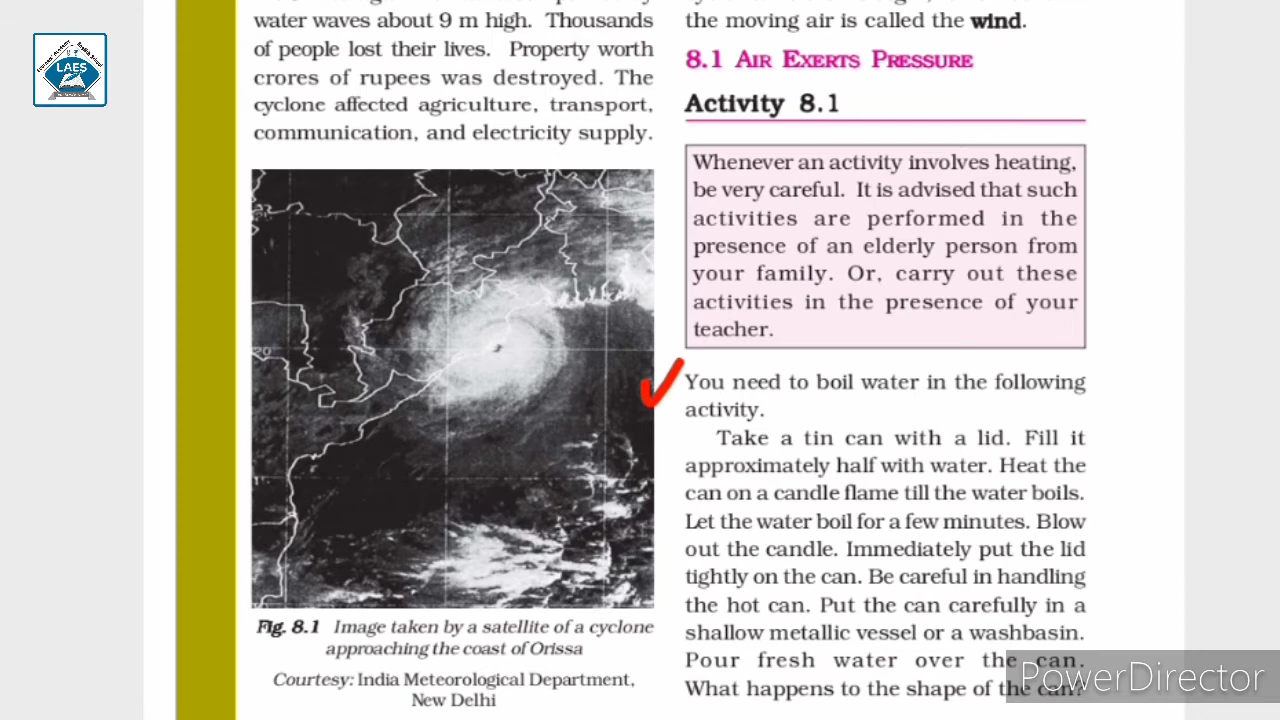 LAES
water waves about 9 m high. Thousands
of people lost their lives. Property worth
crores of rupees was destroyed. The
cyclone affected agriculture, transport,
communication, and electricity supply.
Fig. 8.1 Image taken by a satellite of a cyclone
approaching the coast of Orissa
Courtesy: India Meteorological Department,
New Delhi
the moving air is called the wind.
8.1 AIR EXERTS PRESSURE
Activity 8.1
Whenever an activity involves heating,
be very careful. It is advised that such
activities are performed in the
presence of an elderly person from
your family. Or, carry out these
activities in the presence of your
teacher.
You need to boil water in the following
activity.
Take a tin can with a lid. Fill it
approximately half with water. Heat the
can on a candle flame till the water boils.
Let the water boil for a few minutes. Blow
out the candle. Immediately put the lid
tightly on the can. Be careful in handling
the hot can. Put the can carefully in a
shallow metallic vessel or a washbasin.
Pour fresh water over the can.
What happens to the shape of the can?
PowerDirector